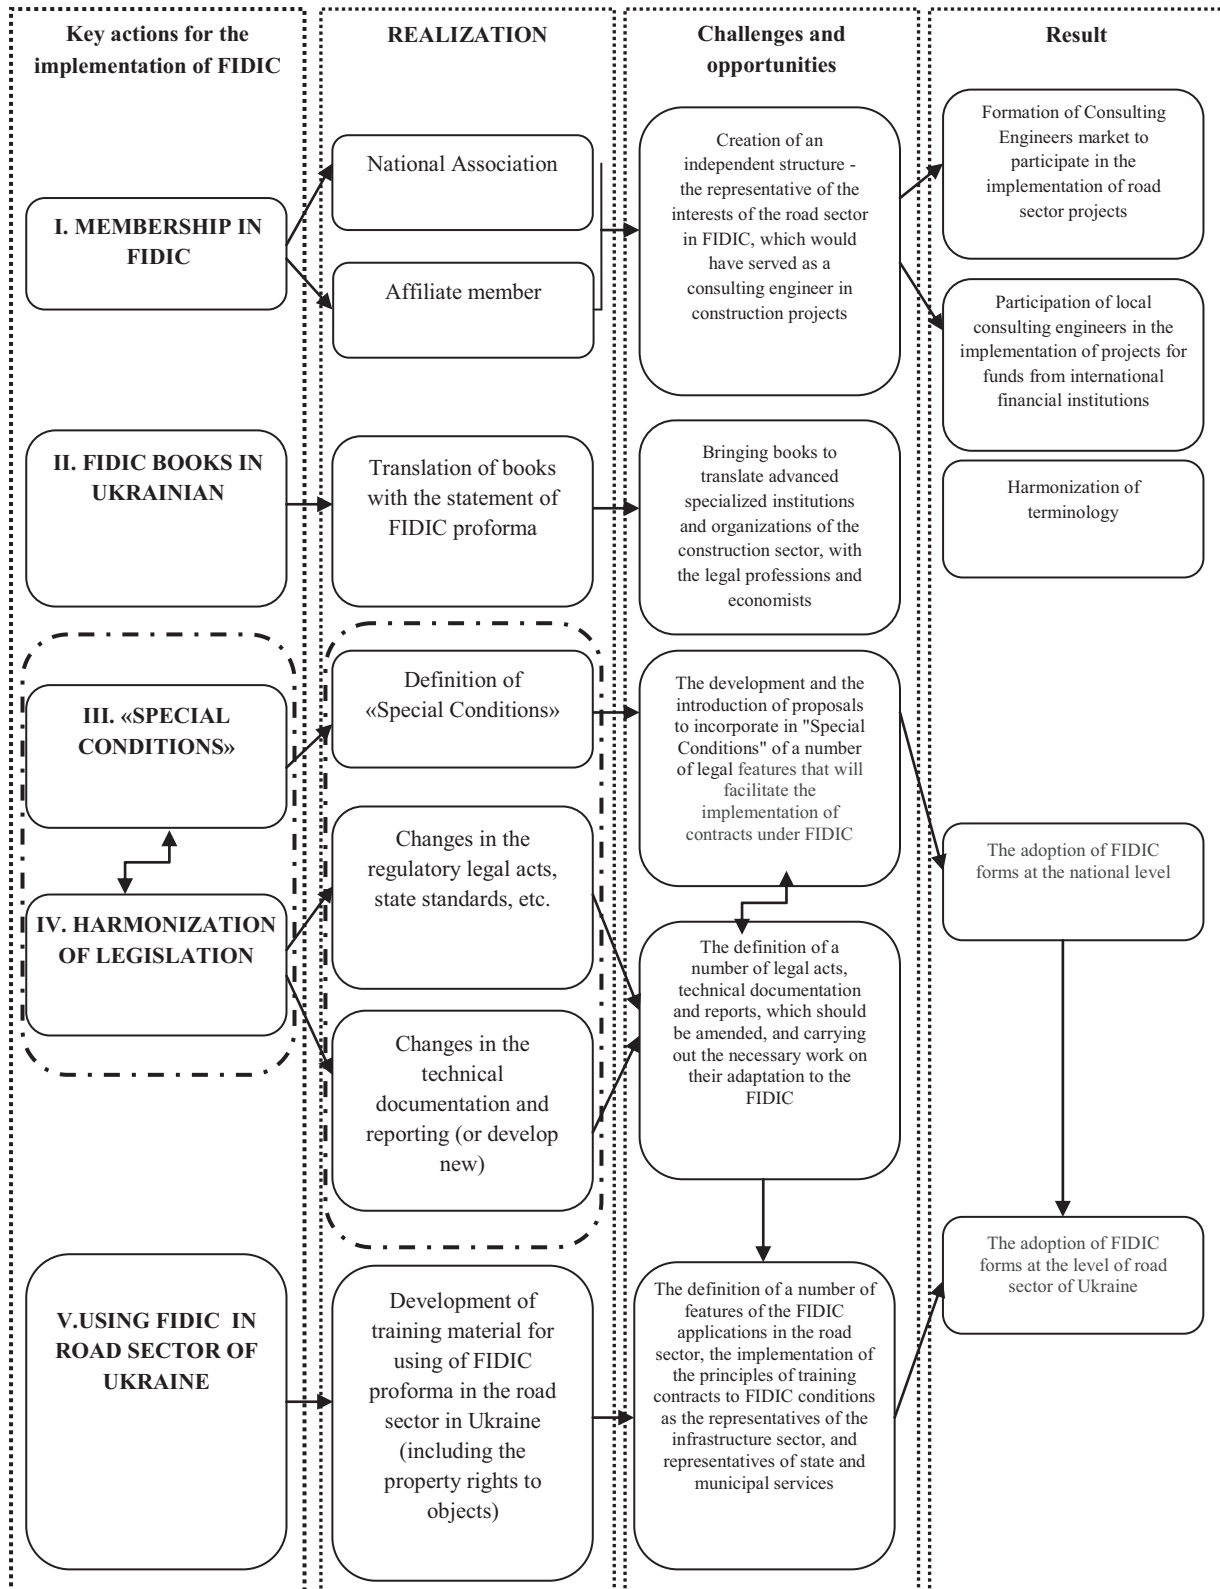 Key actions for the
implementation of FIDIC
REALIZATION
Challenges and
opportunities
Result
I. MEMBERSHIP IN
FIDIC
National Association
Affiliate member
Creation of an
independent structure -
the representative of the
interests of the road sector
in FIDIC, which would
have served as a
consulting engineer in
construction projects
Formation of Consulting
Engineers market to
participate in the
implementation of road
sector projects
Participation of local
consulting engineers in the
implementation of projects for
funds from international
financial institutions
II. FIDIC BOOKS IN
UKRAINIAN
Translation of books
with the statement of
FIDIC proforma
Bringing books to
translate advanced
specialized institutions
and organizations of the
construction sector, with
the legal professions and
economists
Harmonization of
terminology
III. «SPECIAL
CONDITIONS»
Definition of
«Special Conditions»
The development and the
introduction of proposals
to incorporate in "Special
Conditions" of a number
of legal features that will
facilitate the
implementation of
contracts under FIDIC
IV. HARMONIZATION
OF LEGISLATION
Changes in the
regulatory legal acts,
state standards, etc.
Changes in the
technical
documentation and
reporting (or develop
new)
The definition of a
number of legal acts,
technical documentation
and reports, which should
be amended, and carrying
out the necessary work on
their adaptation to the
FIDIC
The adoption of FIDIC
forms at the national level
V.USING FIDIC IN
ROAD SECTOR OF
UKRAINE
Development of
training material for
using of FIDIC
proforma in the road
sector in Ukraine
(including the
property rights to
objects)
The definition of a number of
features of the FIDIC
applications in the road
sector, the implementation of
the principles of training
contracts to FIDIC conditions
as the representatives of the
infrastructure sector, and
representatives of state and
municipal services
The adoption of FIDIC
forms at the level of road
sector of Ukraine